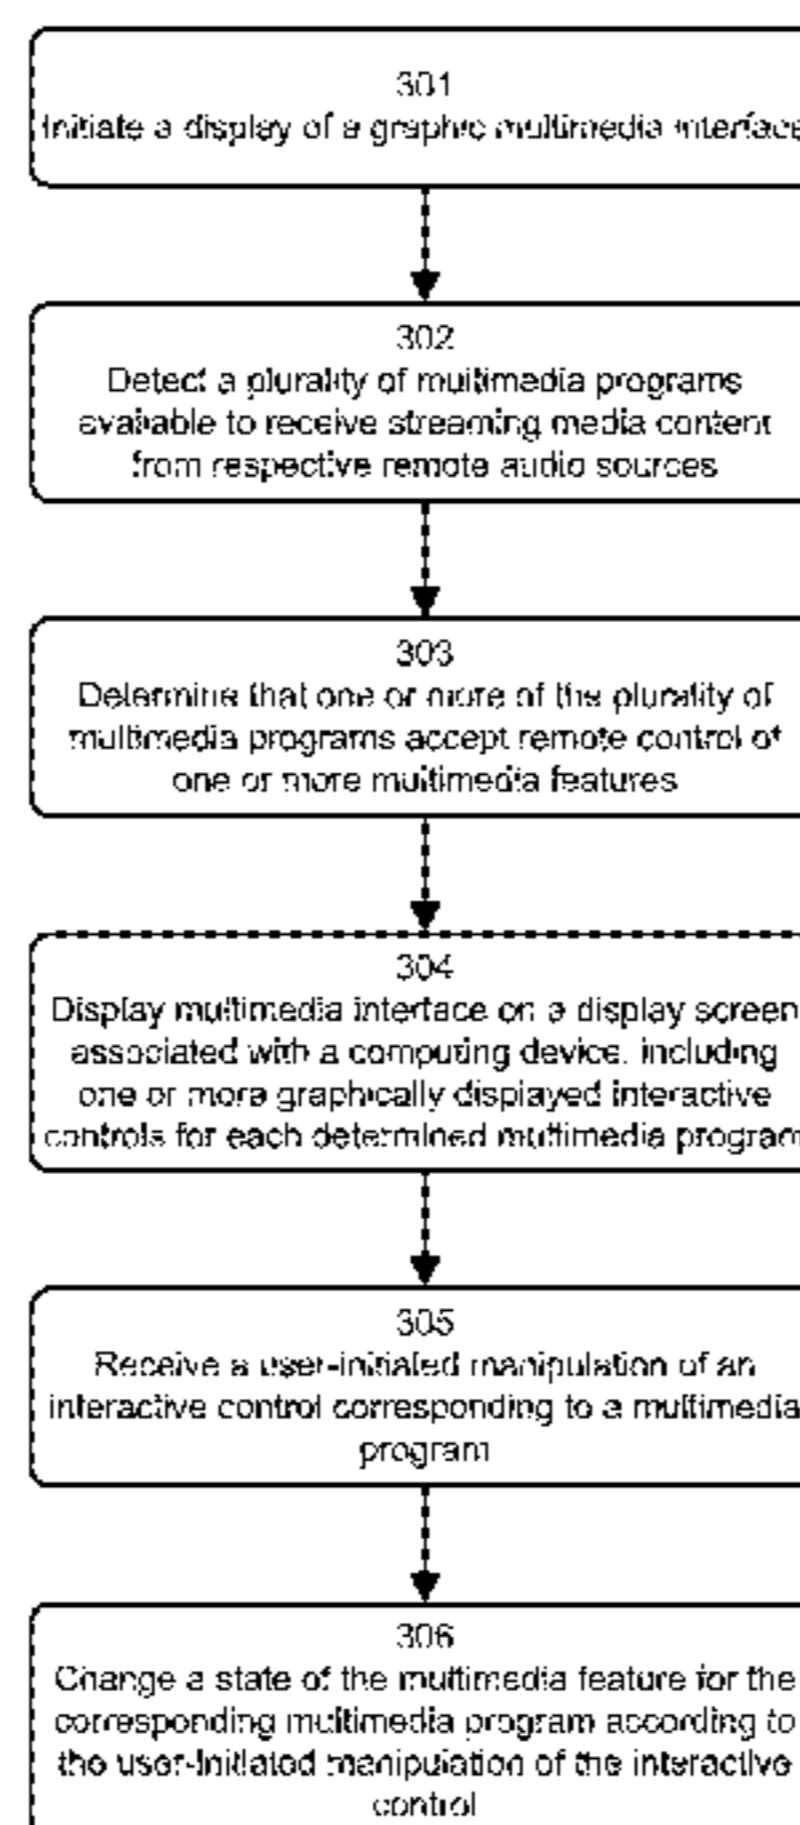 301
Initiate a display of a graphic multimedia interface
302
Detect a plurality of multimedia programs
available to receive streaming media content
from respective remote audio sources
303
Determine that one or more of the plurality of
multimedia programs accept remote control of
one or more multimedia features
304
Display multimedia interface on a display screen
associated with a computing device, including
one or more graphically displayed interactive
controls for each determined multimedia program
305
Receive a user-initiated manipulation of an
interactive control corresponding to a multimedia
program
306
Change a state of the multimedia feature for the
corresponding multimedia program according to
the user-initiated manipulation of the interactive
control